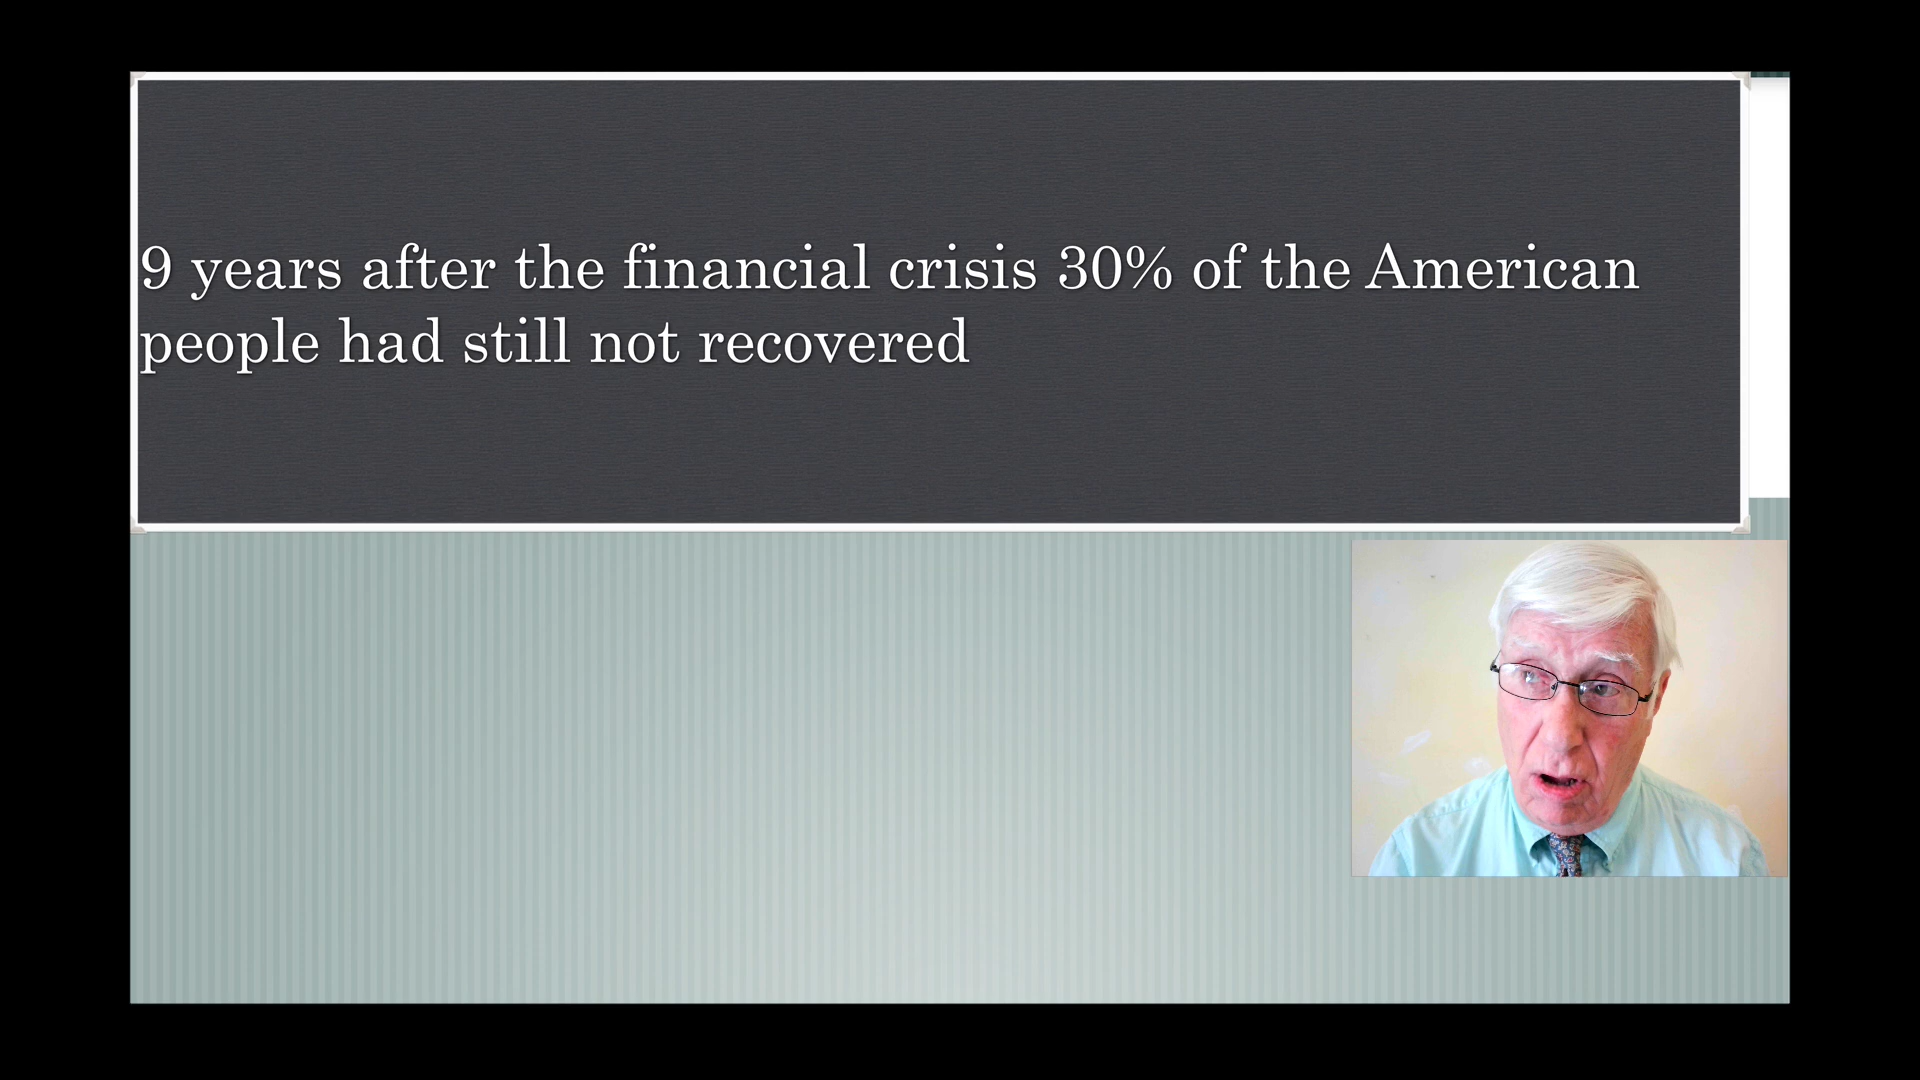 9 years after the financial crisis 30% of the American
people had still not recovered